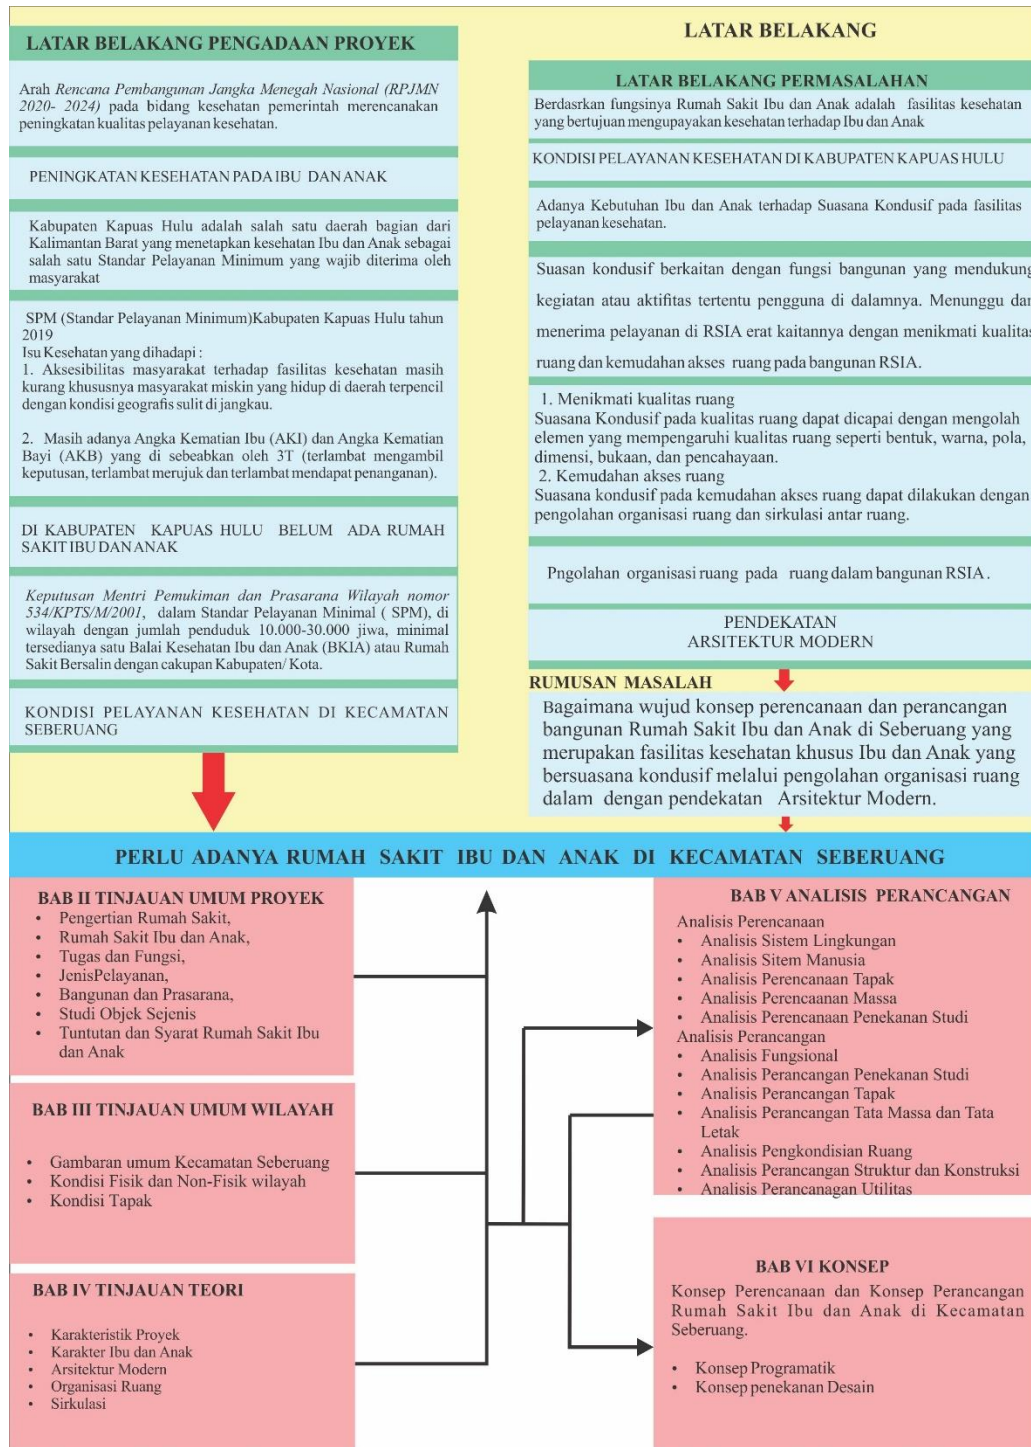 LATAR BELAKANG PENGADAAN PROYEK
Arah Rencana Pembangunan Jangka Menegah Nasional (RPJMN
2020- 2024) pada bidang kesehatan pemerintah merencanakan
peningkatan kualitas pelayanan kesehatan.
PENINGKATAN KESEHATAN PADA IBU DAN ANAK
Kabupaten Kapuas Hulu adalah salah satu daerah bagian dari
Kalimantan Barat yang menetapkan kesehatan Ibu dan Anak sebagai
salah satu Standar Pelayanan Minimum yang wajib diterima oleh
masyarakat
SPM (Standar Pelayanan Minimum)Kabupaten Kapuas Hulu tahun
2019
Isu Kesehatan yang dihadapi :
1. Aksesibilitas masyarakat terhadap fasilitas kesehatan masih
kurang khususnya masyarakat miskin yang hidup di daerah terpencil
dengan kondisi geografis sulit di jangkau.
2. Masih adanya Angka Kematian Ibu (AKI) dan Angka Kematian
Bayi (AKB) yang di sebeabkan oleh 3T (terlambat mengambil
keputusan, terlambat merujuk dan terlambat mendapat penanganan).
DI KABUPATEN KAPUAS HULU BELUM ADA RUMAH
SAKIT IBU DAN ANAK
Keputusan Mentri Pemukiman dan Prasarana Wilayah nomor
534/KPTS/M/2001, dalam Standar Pelayanan Minimal ( SPM), di
wilayah dengan jumlah penduduk 10.000-30.000 jiwa, minimal
tersedianya satu Balai Kesehatan Ibu dan Anak (BKIA) atau Rumah
Sakit Bersalin dengan cakupan Kabupaten/ Kota.
KONDISI PELAYANAN KESEHATAN DI KECAMATAN
SEBERUANG
LATAR BELAKANG
LATAR BELAKANG PERMASALAHAN
Berdasrkan fungsinya Rumah Sakit Ibu dan Anak adalah fasilitas kesehatan
yang bertujuan mengupayakan kesehatan terhadap Ibu dan Anak
KONDISI PELAYANAN KESEHATAN DI KABUPATEN KAPUAS HULU
Adanya Kebutuhan Ibu dan Anak terhadap Suasana Kondusif pada fasilitas
pelayanan kesehatan.
Suasan kondusif berkaitan dengan fungsi bangunan yang mendukung
kegiatan atau aktifitas tertentu pengguna di dalamnya. Menunggu dan
menerima pelayanan di RSIA erat kaitannya dengan menikmati kualitas
ruang dan kemudahan akses ruang pada bangunan RSIA.
1. Menikmati kualitas ruang
Suasana Kondusif pada kualitas ruang dapat dicapai dengan mengolah
elemen yang mempengaruhi kualitas ruang seperti bentuk, warna, pola,
dimensi, bukaan, dan pencahayaan.
2. Kemudahan akses ruang
Suasana kondusif pada kemudahan akses ruang dapat dilakukan dengan
pengolahan organisasi ruang dan sirkulasi antar ruang.
Pngolahan organisasi ruang pada ruang dalam bangunan RSIA.
PENDEKATAN
ARSITEKTUR MODERN
RUMUSAN MASALAH
Bagaimana wujud konsep perencanaan dan perancangan
bangunan Rumah Sakit Ibu dan Anak di Seberuang yang
merupakan fasilitas kesehatan khusus Ibu dan Anak yang
bersuasana kondusif melalui pengolahan organisasi ruang
dalam dengan pendekatan Arsitektur Modern.
PERLU ADANYA RUMAH SAKIT IBU DAN ANAK DI KECAMATAN SEBERUANG
BAB II TINJAUAN UMUM PROYEK
• Pengertian Rumah Sakit,
• Rumah Sakit Ibu dan Anak,
• Tugas dan Fungsi,
• JenisPelayanan,
• Bangunan dan Prasarana,
• Studi Objek Sejenis
• Tuntutan dan Syarat Rumah Sakit Ibu
dan Anak
BAB III TINJAUAN UMUM WILAYAH
• Gambaran umum Kecamatan Seberuang
• Kondisi Fisik dan Non-Fisik wilayah
• Kondisi Tapak
BAB IV TINJAUAN TEORI
• Karakteristik Proyek
• Karakter Ibu dan Anak
• Arsitektur Modern
• Organisasi Ruang
• Sirkulasi
BAB V ANALISIS PERANCANGAN
Analisis Perencanaan
• Analisis Sistem Lingkungan
• Analisis Sitem Manusia
• Analisis Perencanaan Tapak
• Analisis Perencaanan Massa
• Analisis Perencanaan Penekanan Studi
Analisis Perancangan
• Analisis Fungsional
• Analisis Perancangan Penekanan Studi
• Analisis Perancangan Tapak
• Analisis Perancangan Tata Massa dan Tata
Letak
• Analisis Pengkondisian Ruang
• Analisis Perancangan Struktur dan Konstruksi
• Analisis Perancanagan Utilitas
BAB VI KONSEP
Konsep Perencanaan dan Konsep Perancangan
Rumah Sakit Ibu dan Anak di Kecamatan
Seberuang.
• Konsep Programatik
• Konsep penekanan Desain